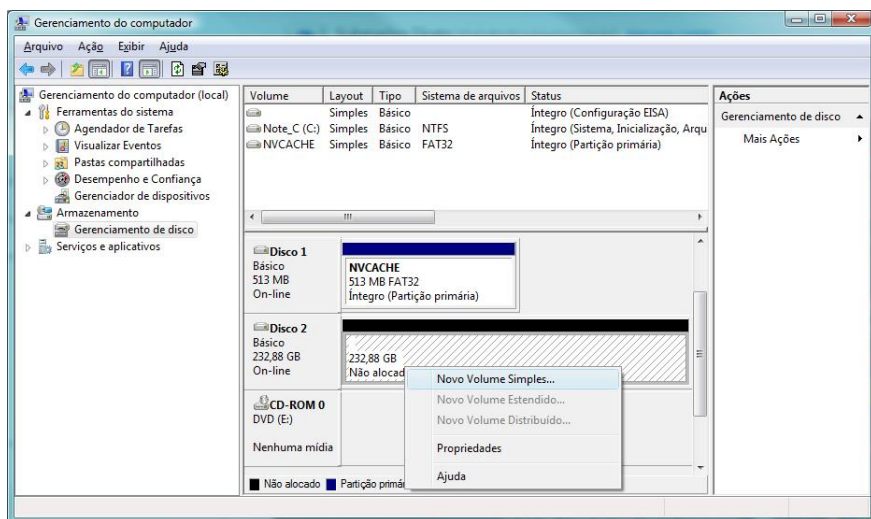 Gerenciamento do computador
Arquivo Ação Exibir Ajuda
Gerenciamento do computador (local)
Ferramentas do sistema
Agendador de Tarefas
Visualizar Eventos
Pastas compartilhadas
Desempenho e Confiança
Gerenciador de dispositivos
Armazenamento
Gerenciamento de disco
Serviços e aplicativos
Volume Layout Tipo Sistema de arquivos Status
Simples Básico Íntegro (Configuração EISA)
Note_C (C:) Simples Básico NTFS Íntegro (Sistema, Inicialização, Arqu
NVCACHE Simples Básico FAT32 Íntegro (Partição primária)
Disco 1
Básico
513 MB
On-line
NVCACHE
513 MB FAT32
Íntegro (Partição primária)
Disco 2
Básico
232,88 GB
On-line
232,88 GB
Não alocad
CD-ROM 0
DVD (E:)
Nenhuma mídia
Novo Volume Simples...
Novo Volume Estendido...
Novo Volume Distribuído...
Propriedades
Ajuda
Não alocado Partição primá
Ações
Gerenciamento de disco
Mais Ações